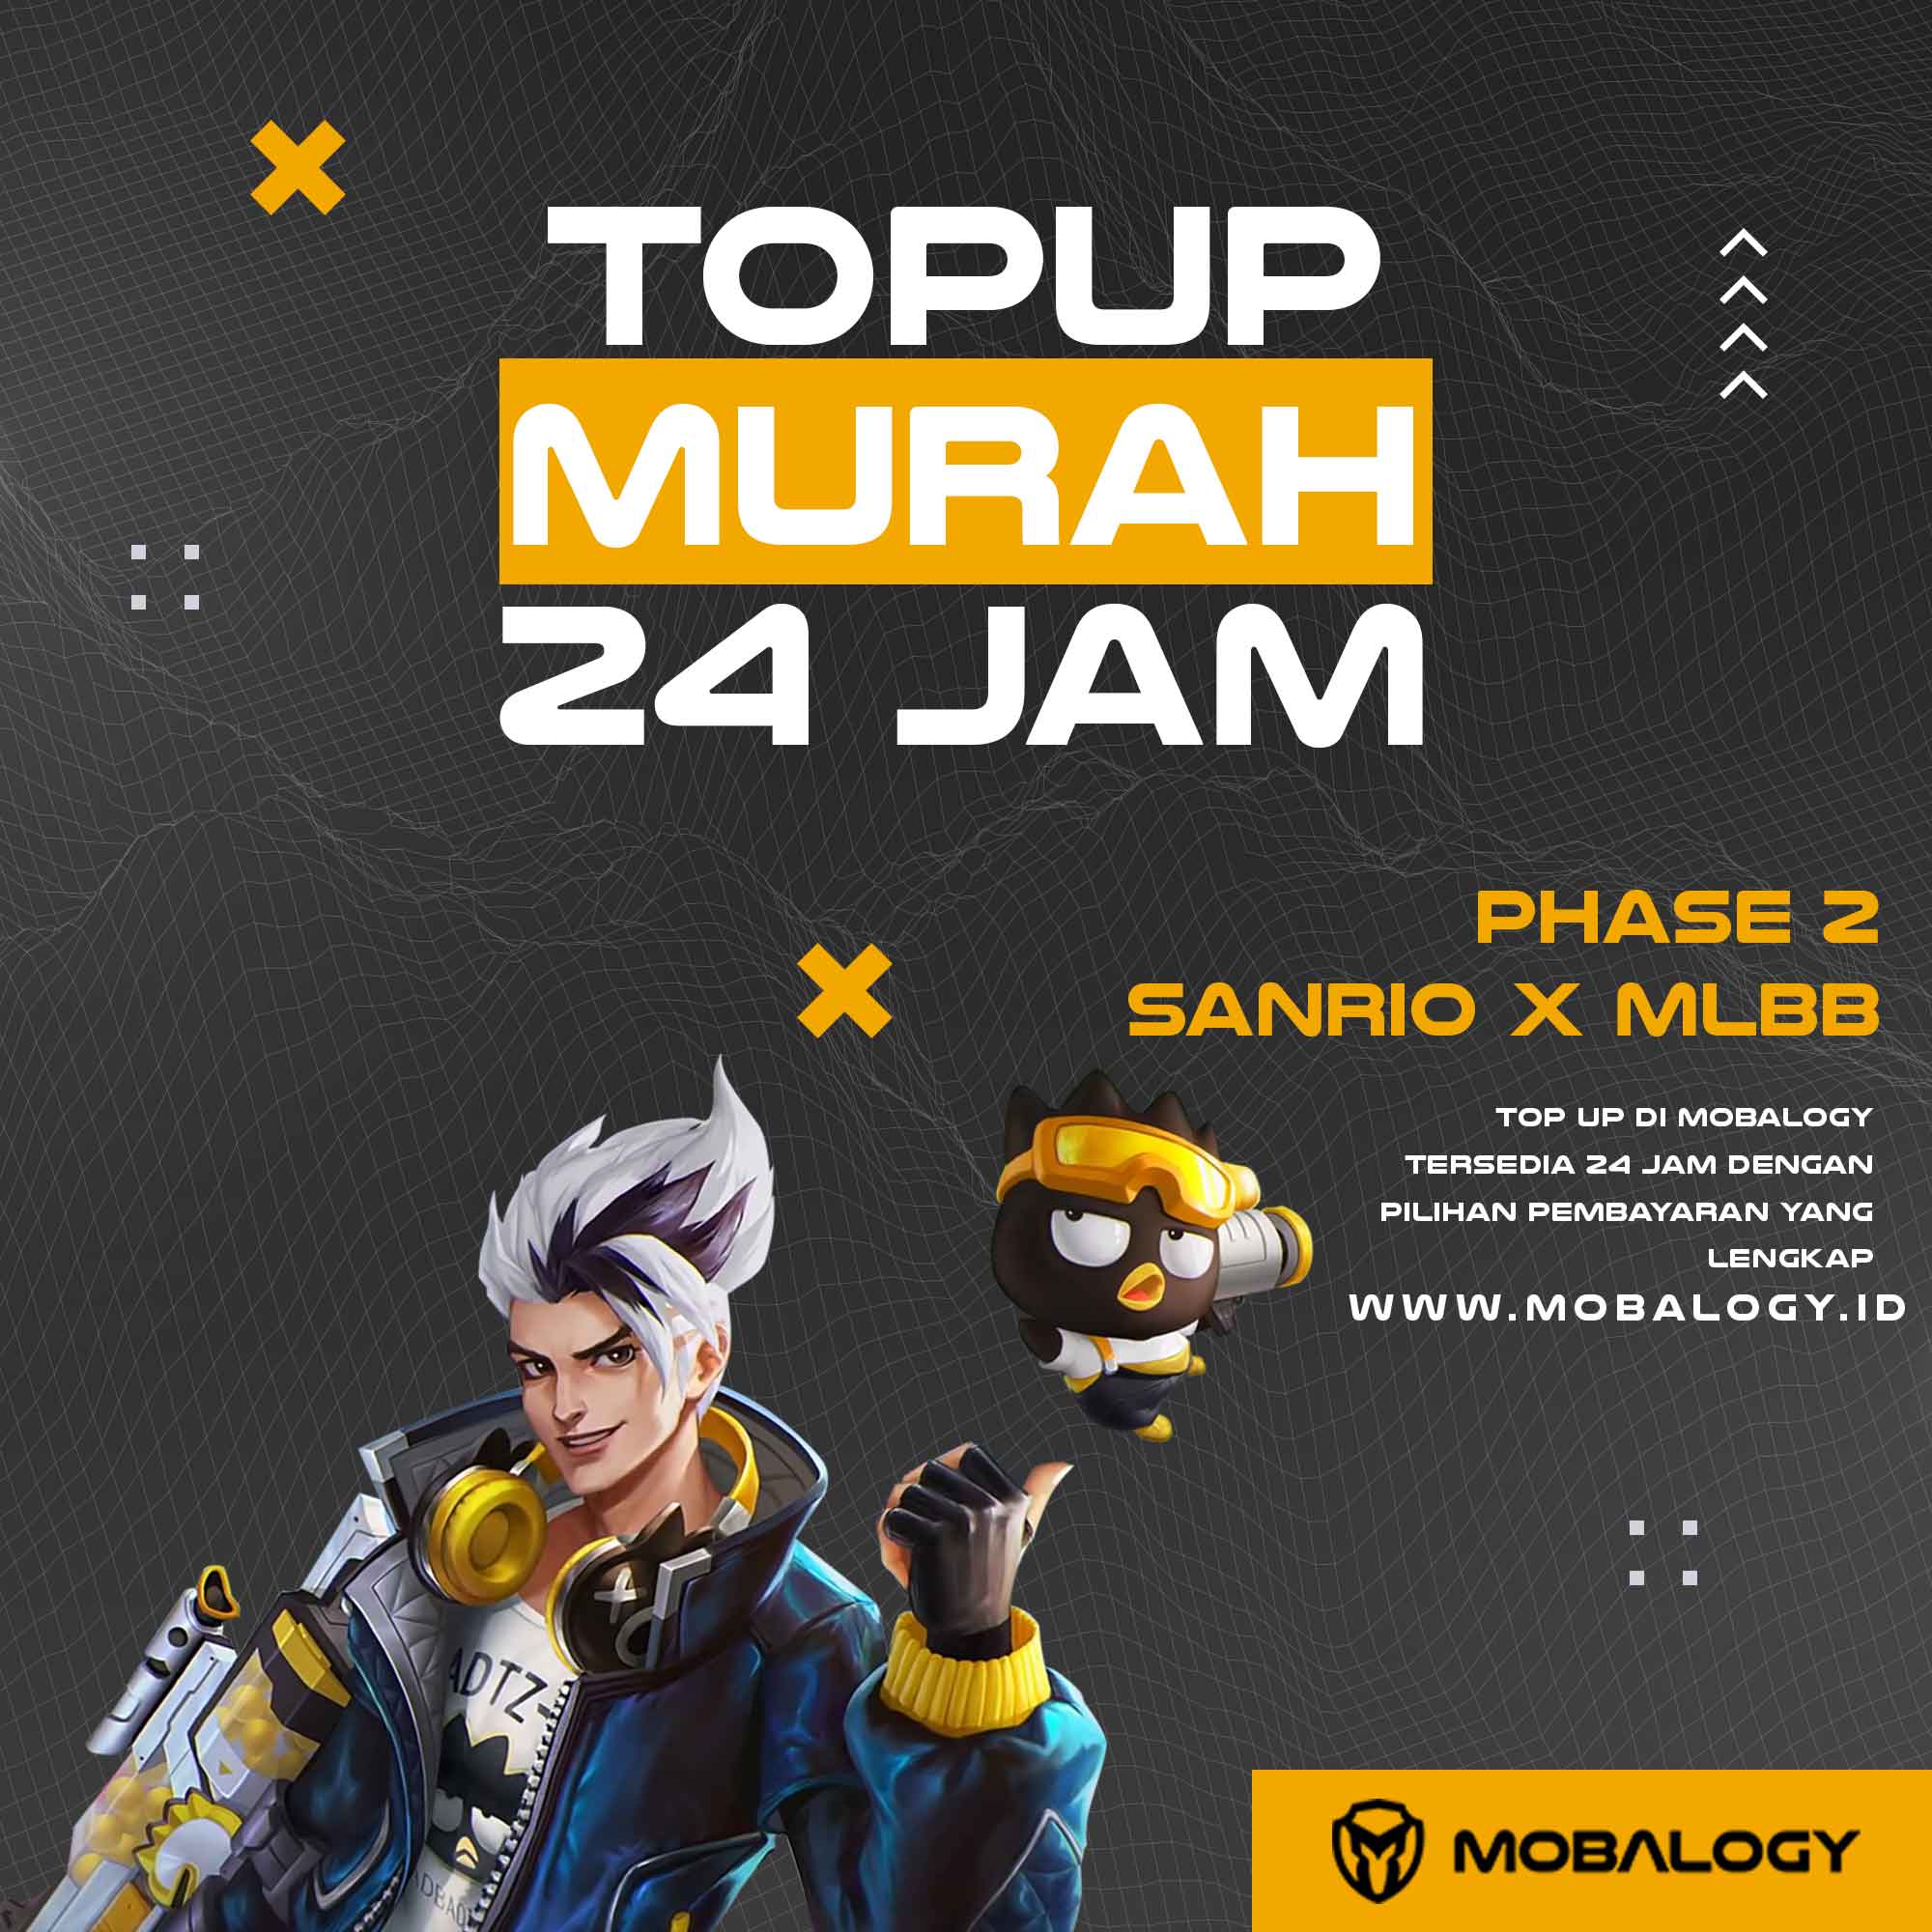 TOPUP
MURAH
24 JAM
PHASE 2
SANRIO X MLBB
TOP UP DI MOBALOGY
TERSEDIA 24 JAM DENGAN
PILIHAN PEMBAYARAN YANG
LENGKAP
WWW.MOBALOGY.ID
ADTZ
MOBALOGY